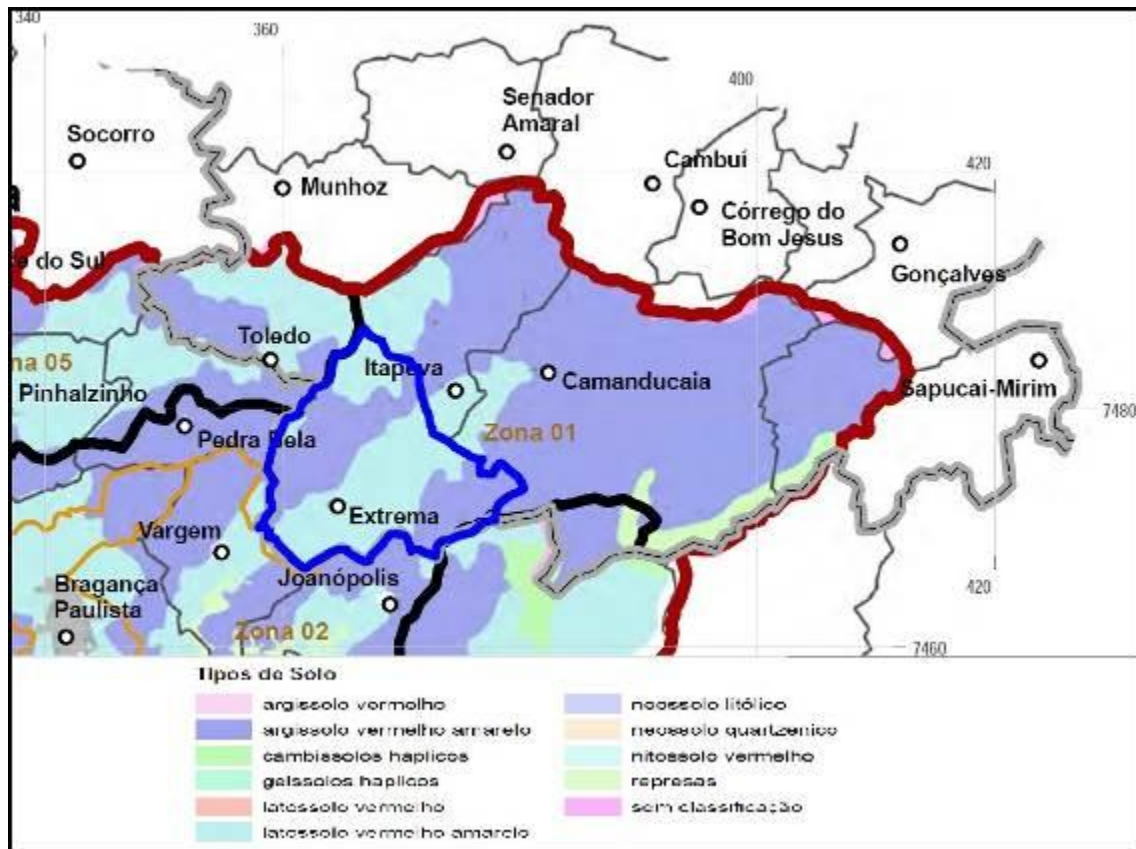 340
360
400
420
Socorro
Senador
Amaral
Munhoz
Cambuí
Córrego do
Bom Jesus
Gonçalves
a
e do Sul
Toledo
Itapeva
Camanducaia
Sapucai-Mirim
na 05
Pinhalzinho
Pedra Bela
Zona 01
7480
Extrema
Vargem
Joanópolis
Bragança
Paulista
Zona 02
420
7460
Tipos de Solo
argissolo vermelho
argissolo vermelho amarelo
cambissolos haplicos
geissolos haplicos
latossolo vermelho
latossolo vermelho amarelo
neossolo litólico
neossolo quartzenico
nitossolo vermelho
represas
sem classificação